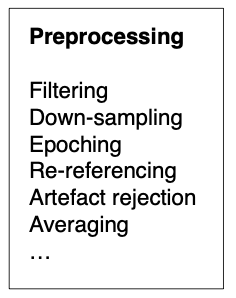 Preprocessing
Filtering
Down-sampling
Epoching
Re-referencing
Artefact rejection
Averaging
…